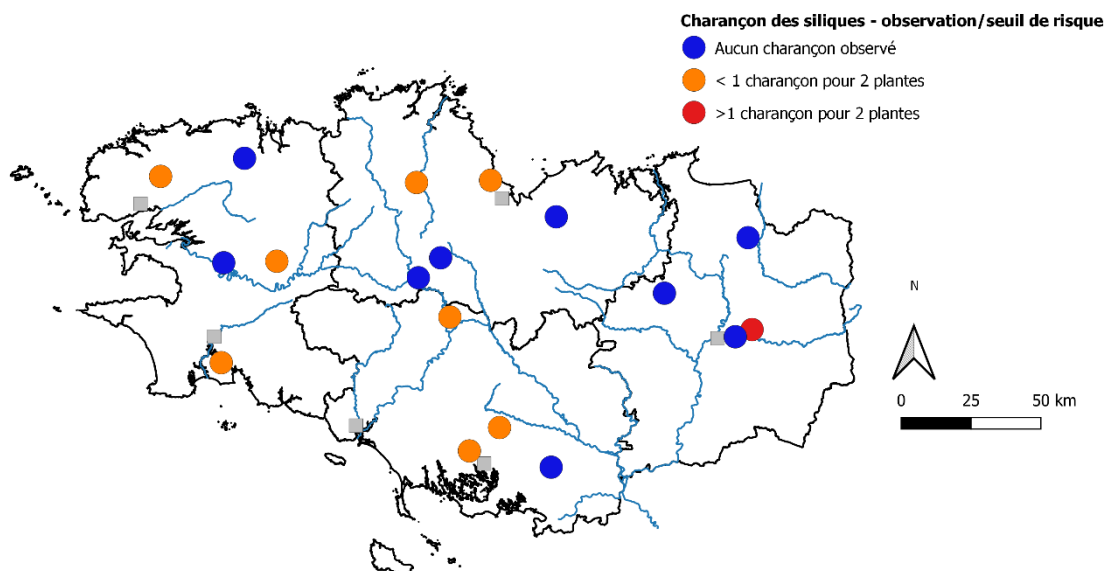 Charançon des siliques - observation/seuil de risque
Aucun charançon observé
< 1 charançon pour 2 plantes
>1 charançon pour 2 plantes
N
0 25 50 km